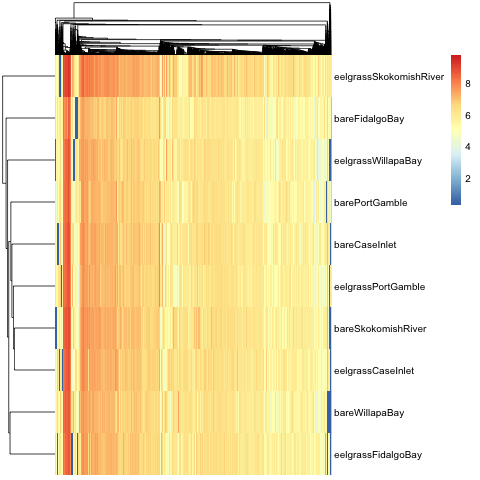 eelgrassSkokomishRiver
bareFidalgoBay
eelgrassWillapaBay
barePortGamble
bareCaseInlet
eelgrassPortGamble
bareSkokomishRiver
eelgrassCaseInlet
bareWillapaBay
eelgrassFidalgoBay
8
6
4
2